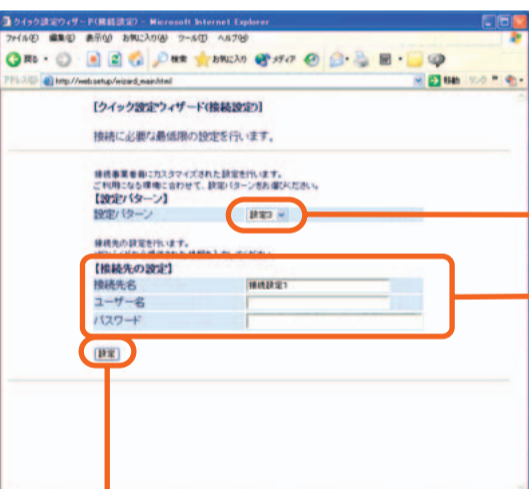 クイック設定ウィザード(接続設定) - Microsoft Internet Explorer
ファイル(F) 編集(E) 表示(V) お気に入り(A) ツール(T) ヘルプ(H)
戻る 検索 お気に入り メディア
アドレス(D) http://web.setup/wizard_main.html 移動 リンク
【クイック設定ウィザード(接続設定)】
接続に必要な最低限の設定を行います。
接続事業者毎にカスタマイズされた設定を行います。
ご利用になる環境に合わせて、設定パターンをお選びください。
【設定パターン】
設定パターン 設定3
接続先の設定を行います。
【接続先の設定】
接続先名 接続設定1
ユーザー名
パスワード
設定